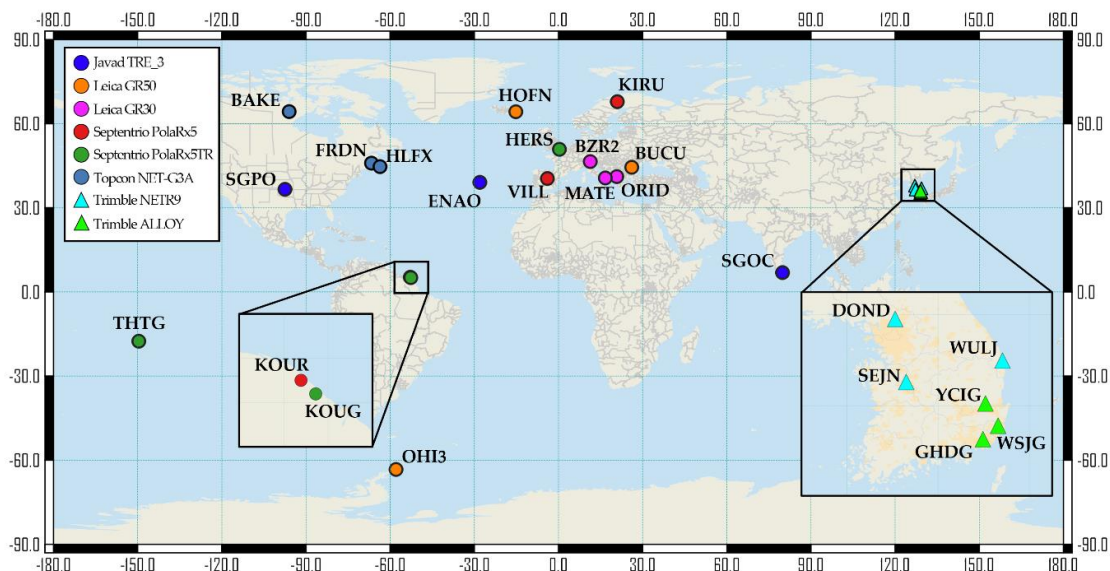 -180.0 -150.0 -120.0 -90.0 -60.0 -30.0 0.0 30.0 60.0 90.0 120.0 150.0 180.0
90.0 90.0
Javad TRE_3
Leica GR50
Leica GR30
Septentrio PolaRx5
Septentrio PolaRx5TR
Topcon NET-G3A
Trimble NETR9
Trimble ALLOY
BAKE
HOFN
KIRU
60.0 60.0
FRDN
HLFX
HERS
BZR2
BUCU
SGPO
ENAO
VILL
MATE
ORID
30.0 30.0
SGOC
0.0 0.0
THTG
KOUR
KOUG
DOND
WULJ
SEJN
YCIG
GHDG
WSJG
-30.0 -30.0
OHI3
-60.0 -60.0
-90.0 -90.0
-180.0 -150.0 -120.0 -90.0 -60.0 -30.0 0.0 30.0 60.0 90.0 120.0 150.0 180.0